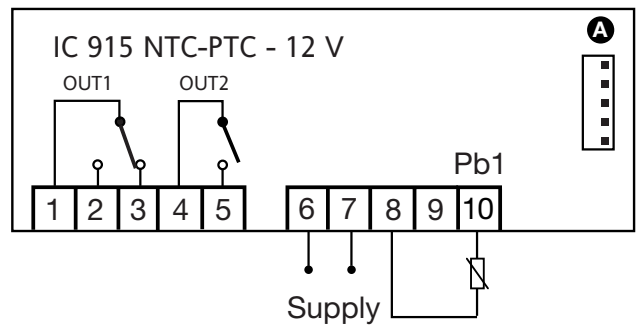 A
IC 915 NTC-PTC - 12 V
OUT1 OUT2
Pb1
1 2 3 4 5 6 7 8 9 10
Supply